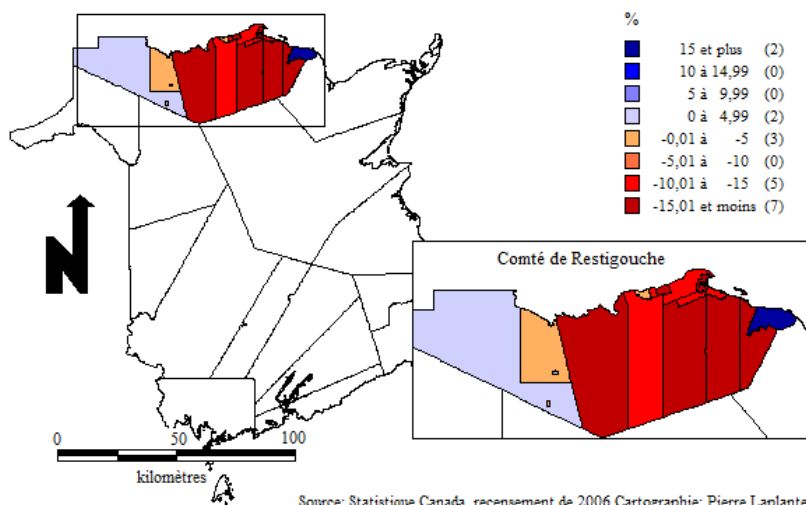 %
15 et plus (2)
10 à 14,99 (0)
5 à 9,99 (0)
0 à 4,99 (2)
-0,01 à -5 (3)
-5,01 à -10 (0)
-10,01 à -15 (5)
-15,01 et moins (7)
N
Comté de Restigouche
0 50 100
kilomètres
Source: Statistique Canada, recensement de 2006 Cartographie: Pierre Laplante